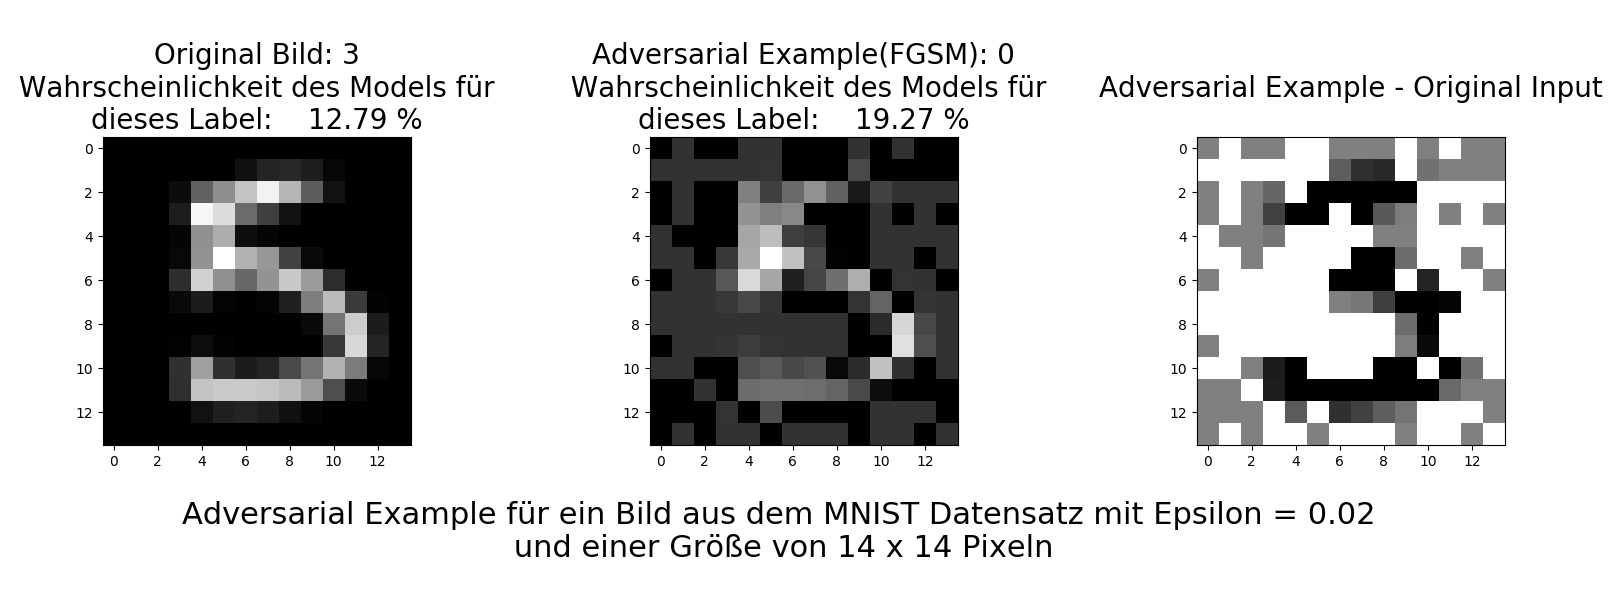 Original Bild: 3
Wahrscheinlichkeit des Models für
dieses Label: 12.79 %
Adversarial Example(FGSM): 0
Wahrscheinlichkeit des Models für
dieses Label: 19.27 %
Adversarial Example - Original Input
0
2
4
6
8
10
12
0 2 4 6 8 10 12
0
2
4
6
8
10
12
0 2 4 6 8 10 12
0
2
4
6
8
10
12
0 2 4 6 8 10 12
Adversarial Example für ein Bild aus dem MNIST Datensatz mit Epsilon = 0.02
und einer Größe von 14 x 14 Pixeln